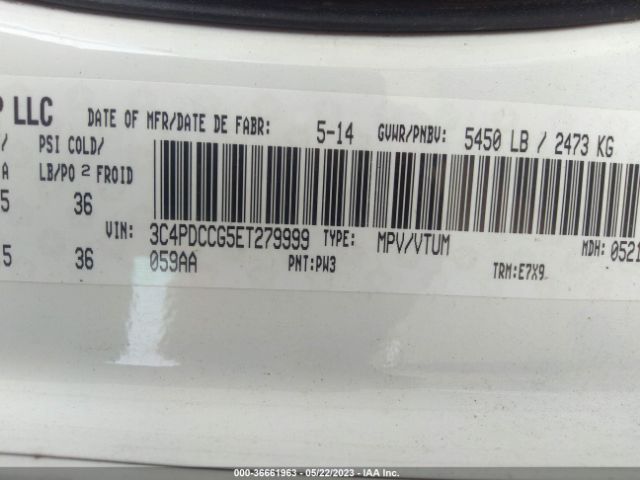 LLC
DATE OF MFR/DATE DE FABR: 5-14 GVWR/PNBV: 5450 LB / 2473 KG
PSI COLD/
A LB/PO 2 FROID
5 36
VIN: 3C4PDCCG5ET279999 TYPE: MPV/VTUM MDH: 0521
5 36 059AA PNT:PW3 TRM:E7X9
000-36661963 - 05/22/2023 - IAA Inc.